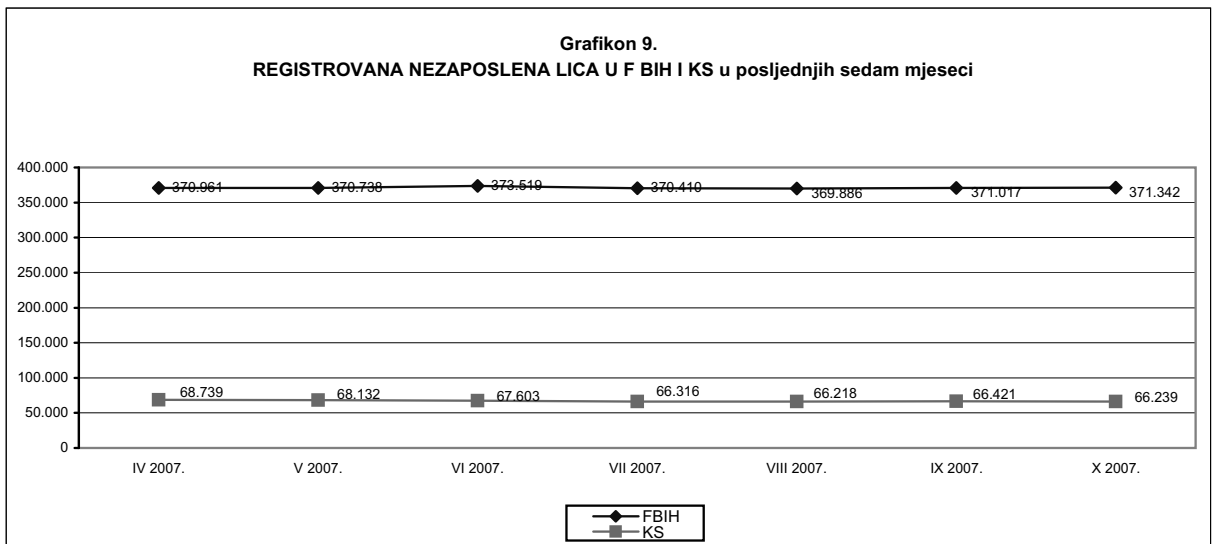 Grafikon 9.
REGISTROVANA NEZAPOSLENA LICA U F BIH I KS u posljednjih sedam mjeseci
400.000
370.961 370.738 373.519 370.410 369.886 371.017 371.342
350.000
300.000
250.000
200.000
150.000
100.000
68.739 68.132 67.603 66.316 66.218 66.421 66.239
50.000
0
IV 2007. V 2007. VI 2007. VII 2007. VIII 2007. IX 2007. X 2007.
FBIH
KS